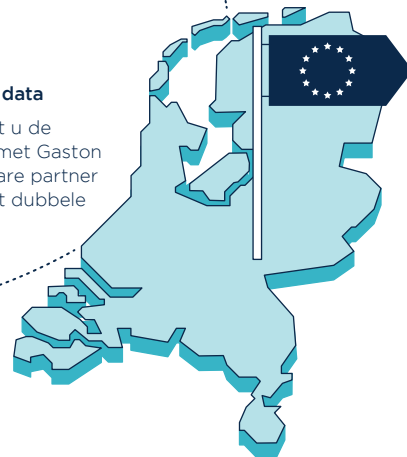 data
t u de
met Gaston
are partner
t dubbele